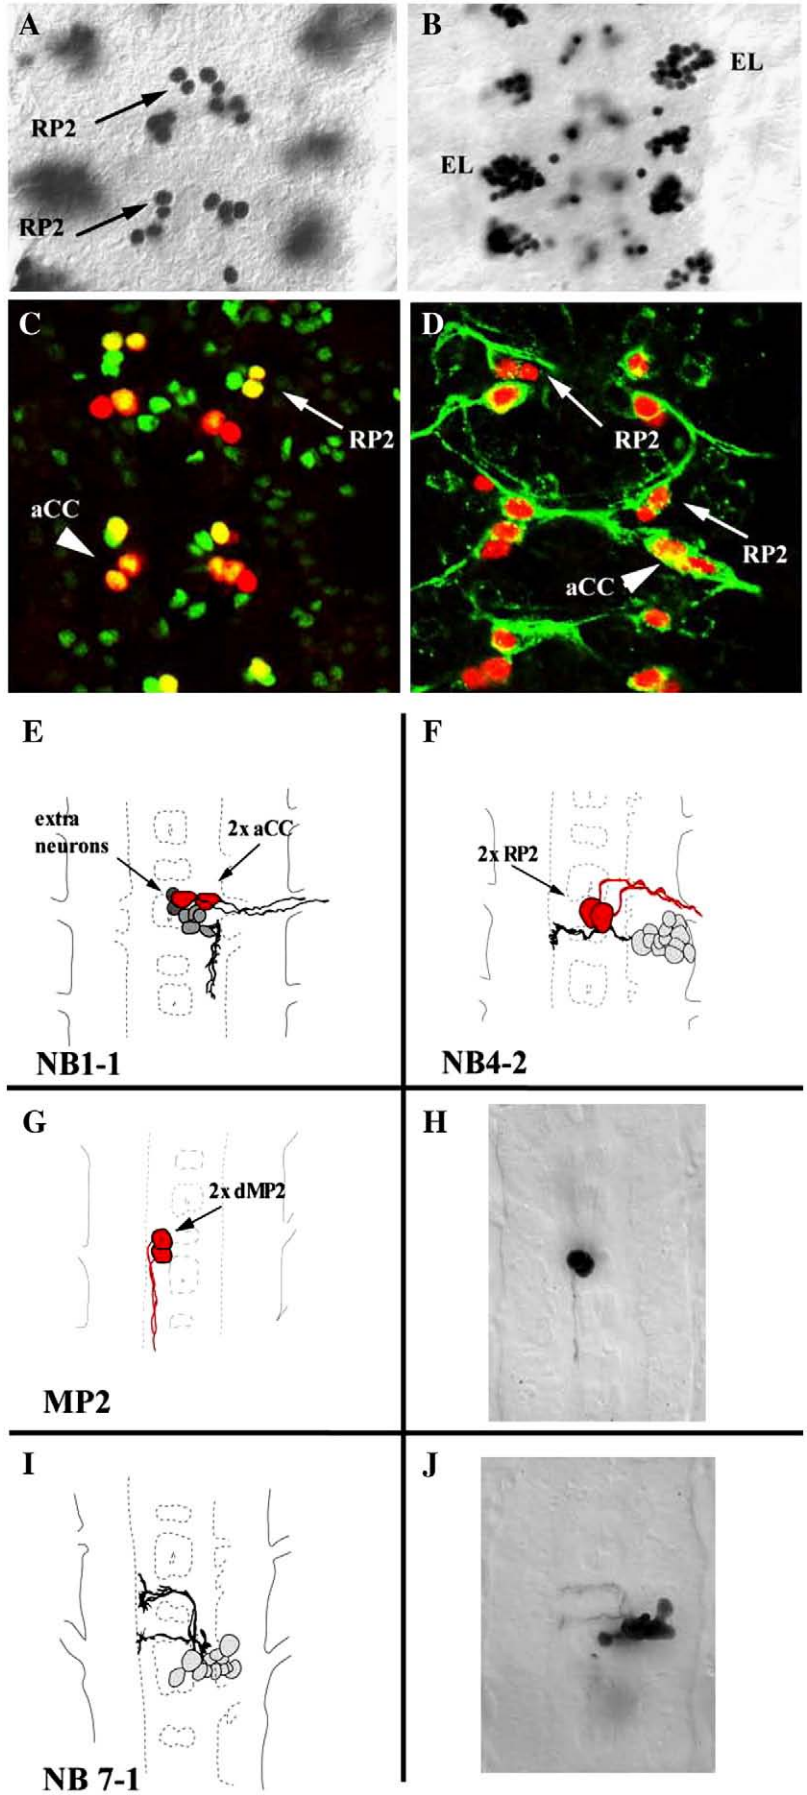 A
RP2
RP2
B
EL
EL
C
RP2
aCC
D
RP2
RP2
aCC
E
extra
neurons
2x aCC
NB1-1
F
2x RP2
NB4-2
G
2x dMP2
MP2
H
I
NB 7-1
J